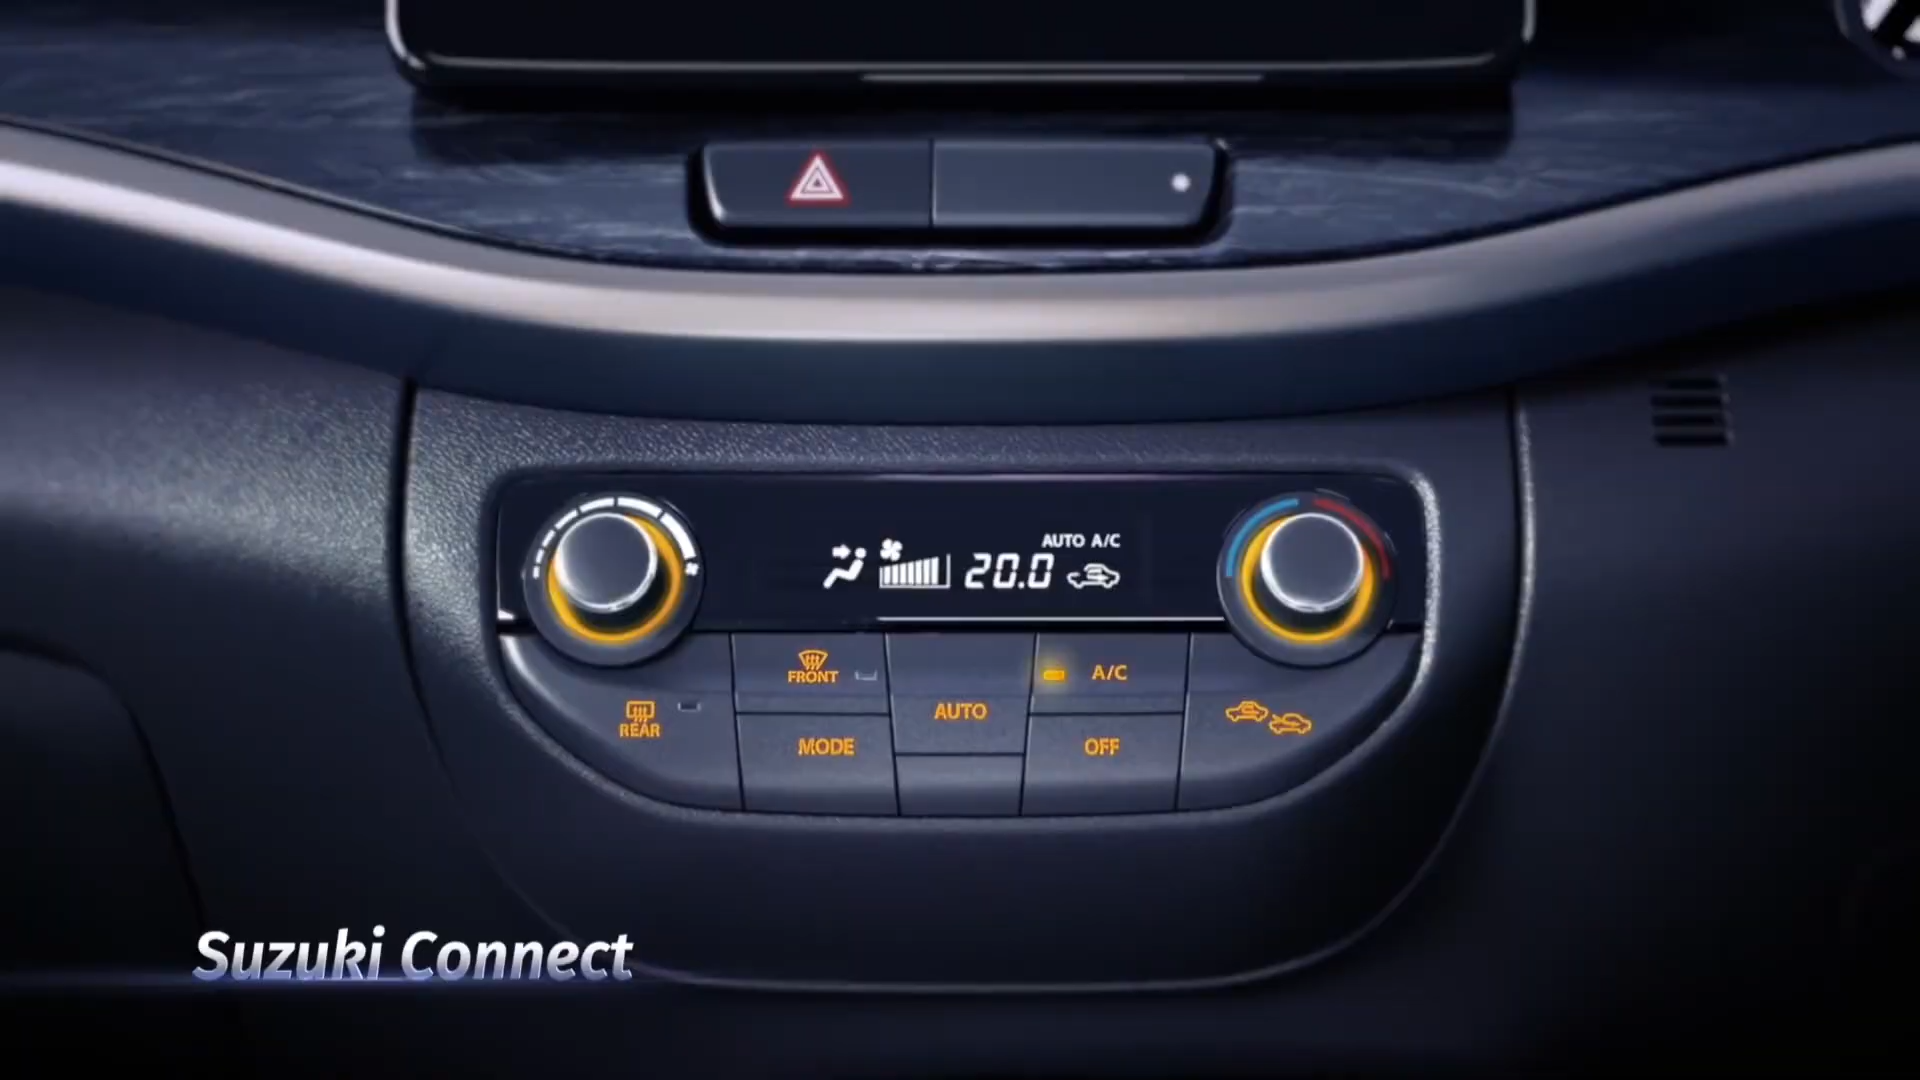 AUTO A/C
20.0
FRONT
A/C
REAR
AUTO
MODE
OFF
Suzuki Connect